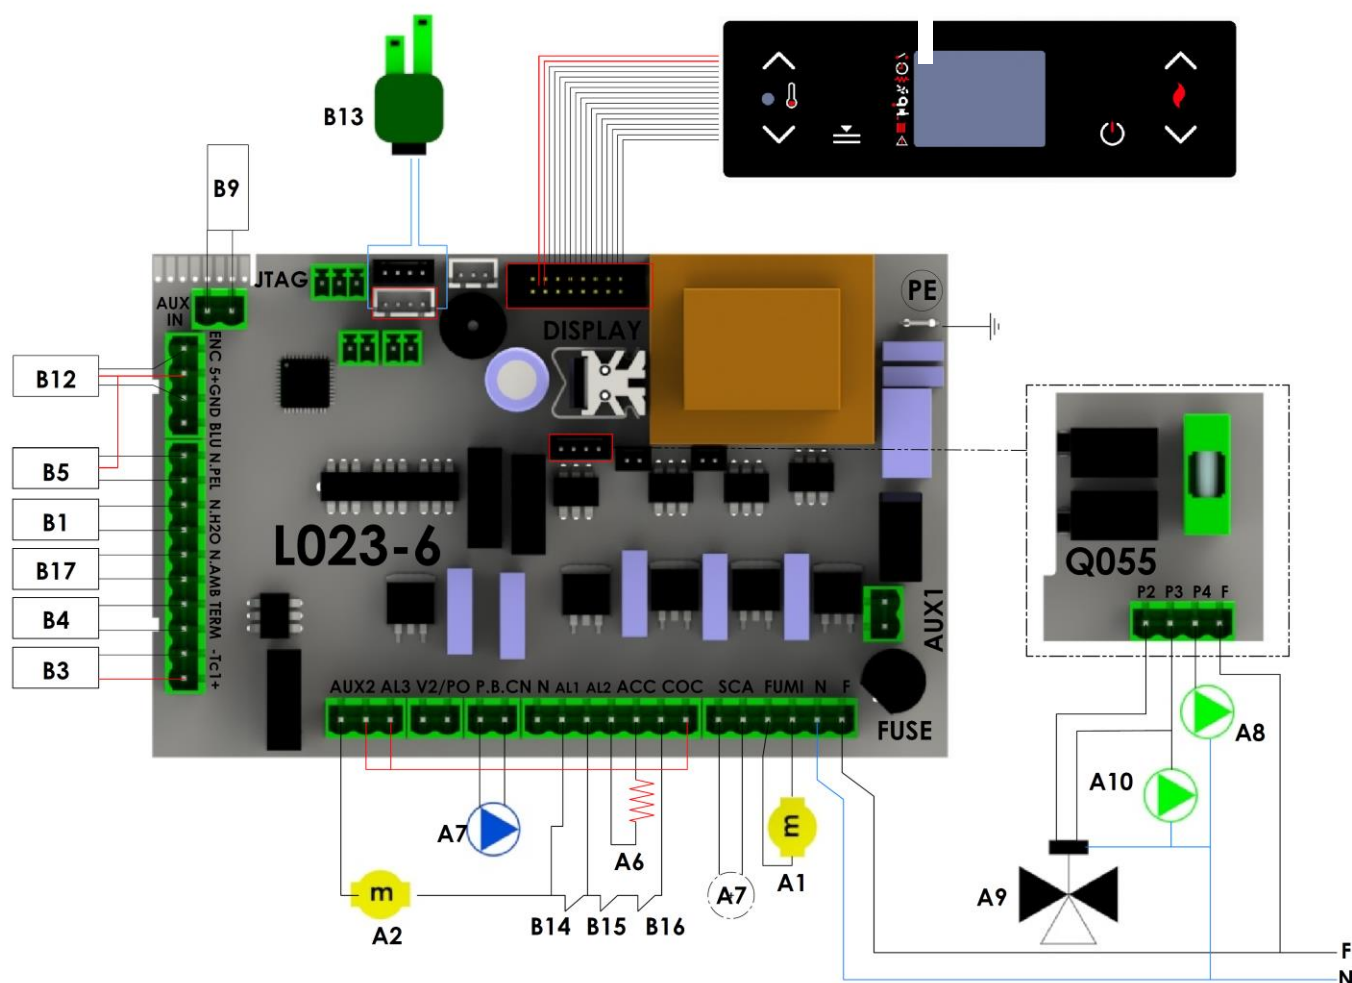 B13
B9
JTAG
AUX
IN
PE
DISPLAY
ENC 5+GND BLU
N.PEL
N.H2O
N.AMB
TERM
-Tc1+
B12
B5
B1
B17
B4
B3
L023-6
Q055
P2 P3 P4 F
AUX1
FUSE
AUX2 AL3 V2/PO P.B.CN N AL1 AL2 ACC COC SCA FUMI N F
A8
A10
A7
m
A6
m
A1
A7
A9
m
A2
B14
B15
B16
F
N